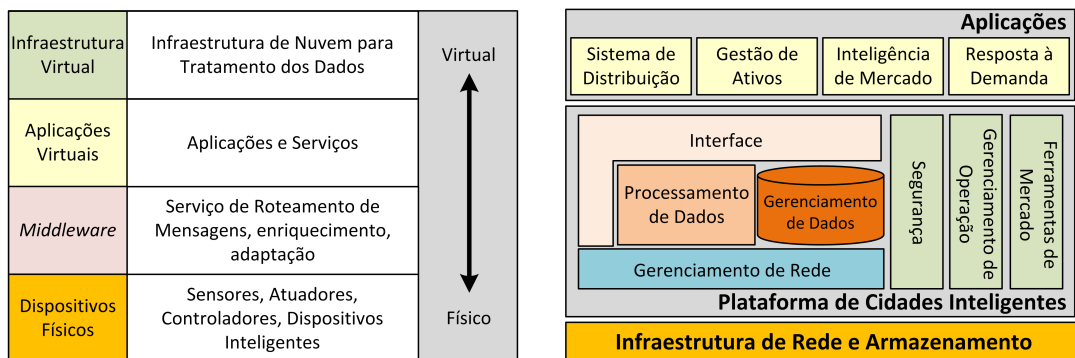 Infraestrutura
Virtual
Infraestrutura de Nuvem para
Tratamento dos Dados
Aplicações
Virtuais
Aplicações e Serviços
Middleware
Serviço de Roteamento de
Mensagens, enriquecimento,
adaptação
Dispositivos
Físicos
Sensores, Atuadores,
Controladores, Dispositivos
Inteligentes
Virtual
Físico
Aplicações
Sistema de
Distribuição
Gestão de
Ativos
Inteligência
de Mercado
Resposta à
Demanda
Interface
Processamento
de Dados
Gerenciamento
de Dados
Gerenciamento de Rede
Segurança
Gerenciamento de
Operação
Ferramentas de
Mercado
Plataforma de Cidades Inteligentes
Infraestrutura de Rede e Armazenamento